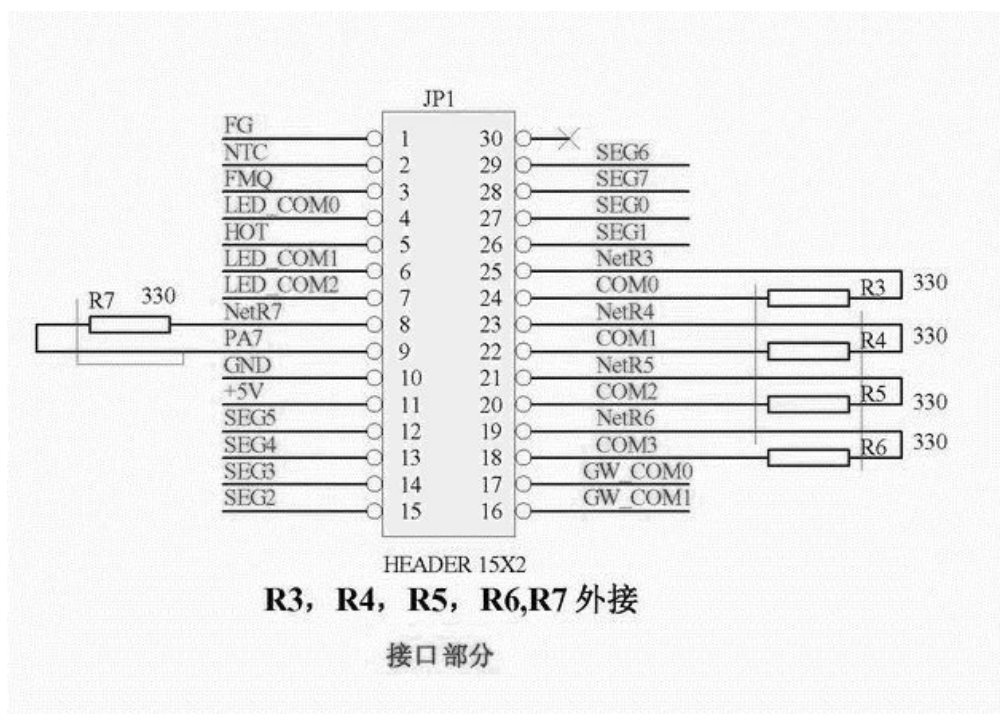 JP1
FG 1 30
NTC 2 29 SEG6
FMQ 3 28 SEG7
LED_COM0 4 27 SEG0
HOT 5 26 SEG1
LED_COM1 6 25 NetR3
LED_COM2 7 24 COM0 R3 330
R7 330 NetR7 8 23 NetR4
PA7 9 22 COM1 R4 330
GND 10 21 NetR5
+5V 11 20 COM2 R5 330
SEG5 12 19 NetR6
SEG4 13 18 COM3 R6 330
SEG3 14 17 GW_COM0
SEG2 15 16 GW_COM1
HEADER 15X2
R3，R4，R5，R6,R7 外接
接口部分